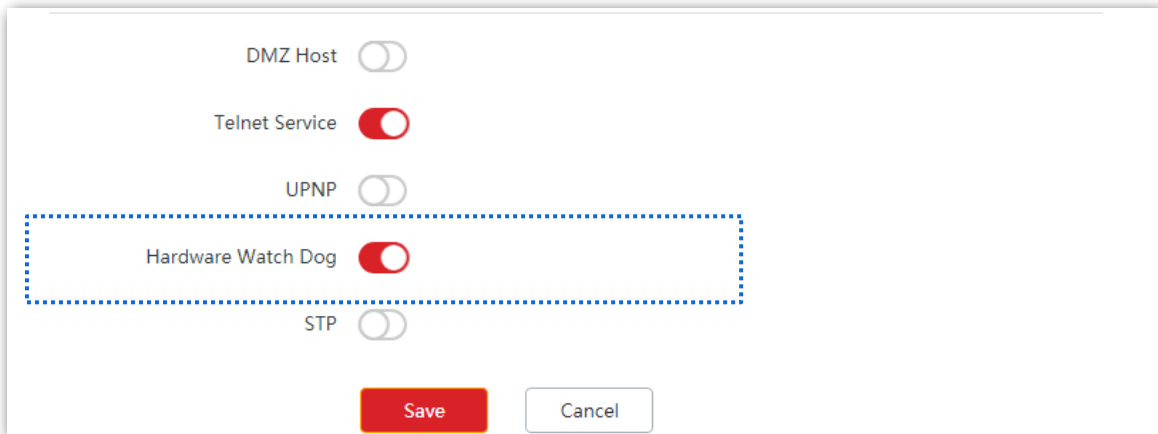 DMZ Host
Telnet Service
UPNP
Hardware Watch Dog
STP
Save Cancel